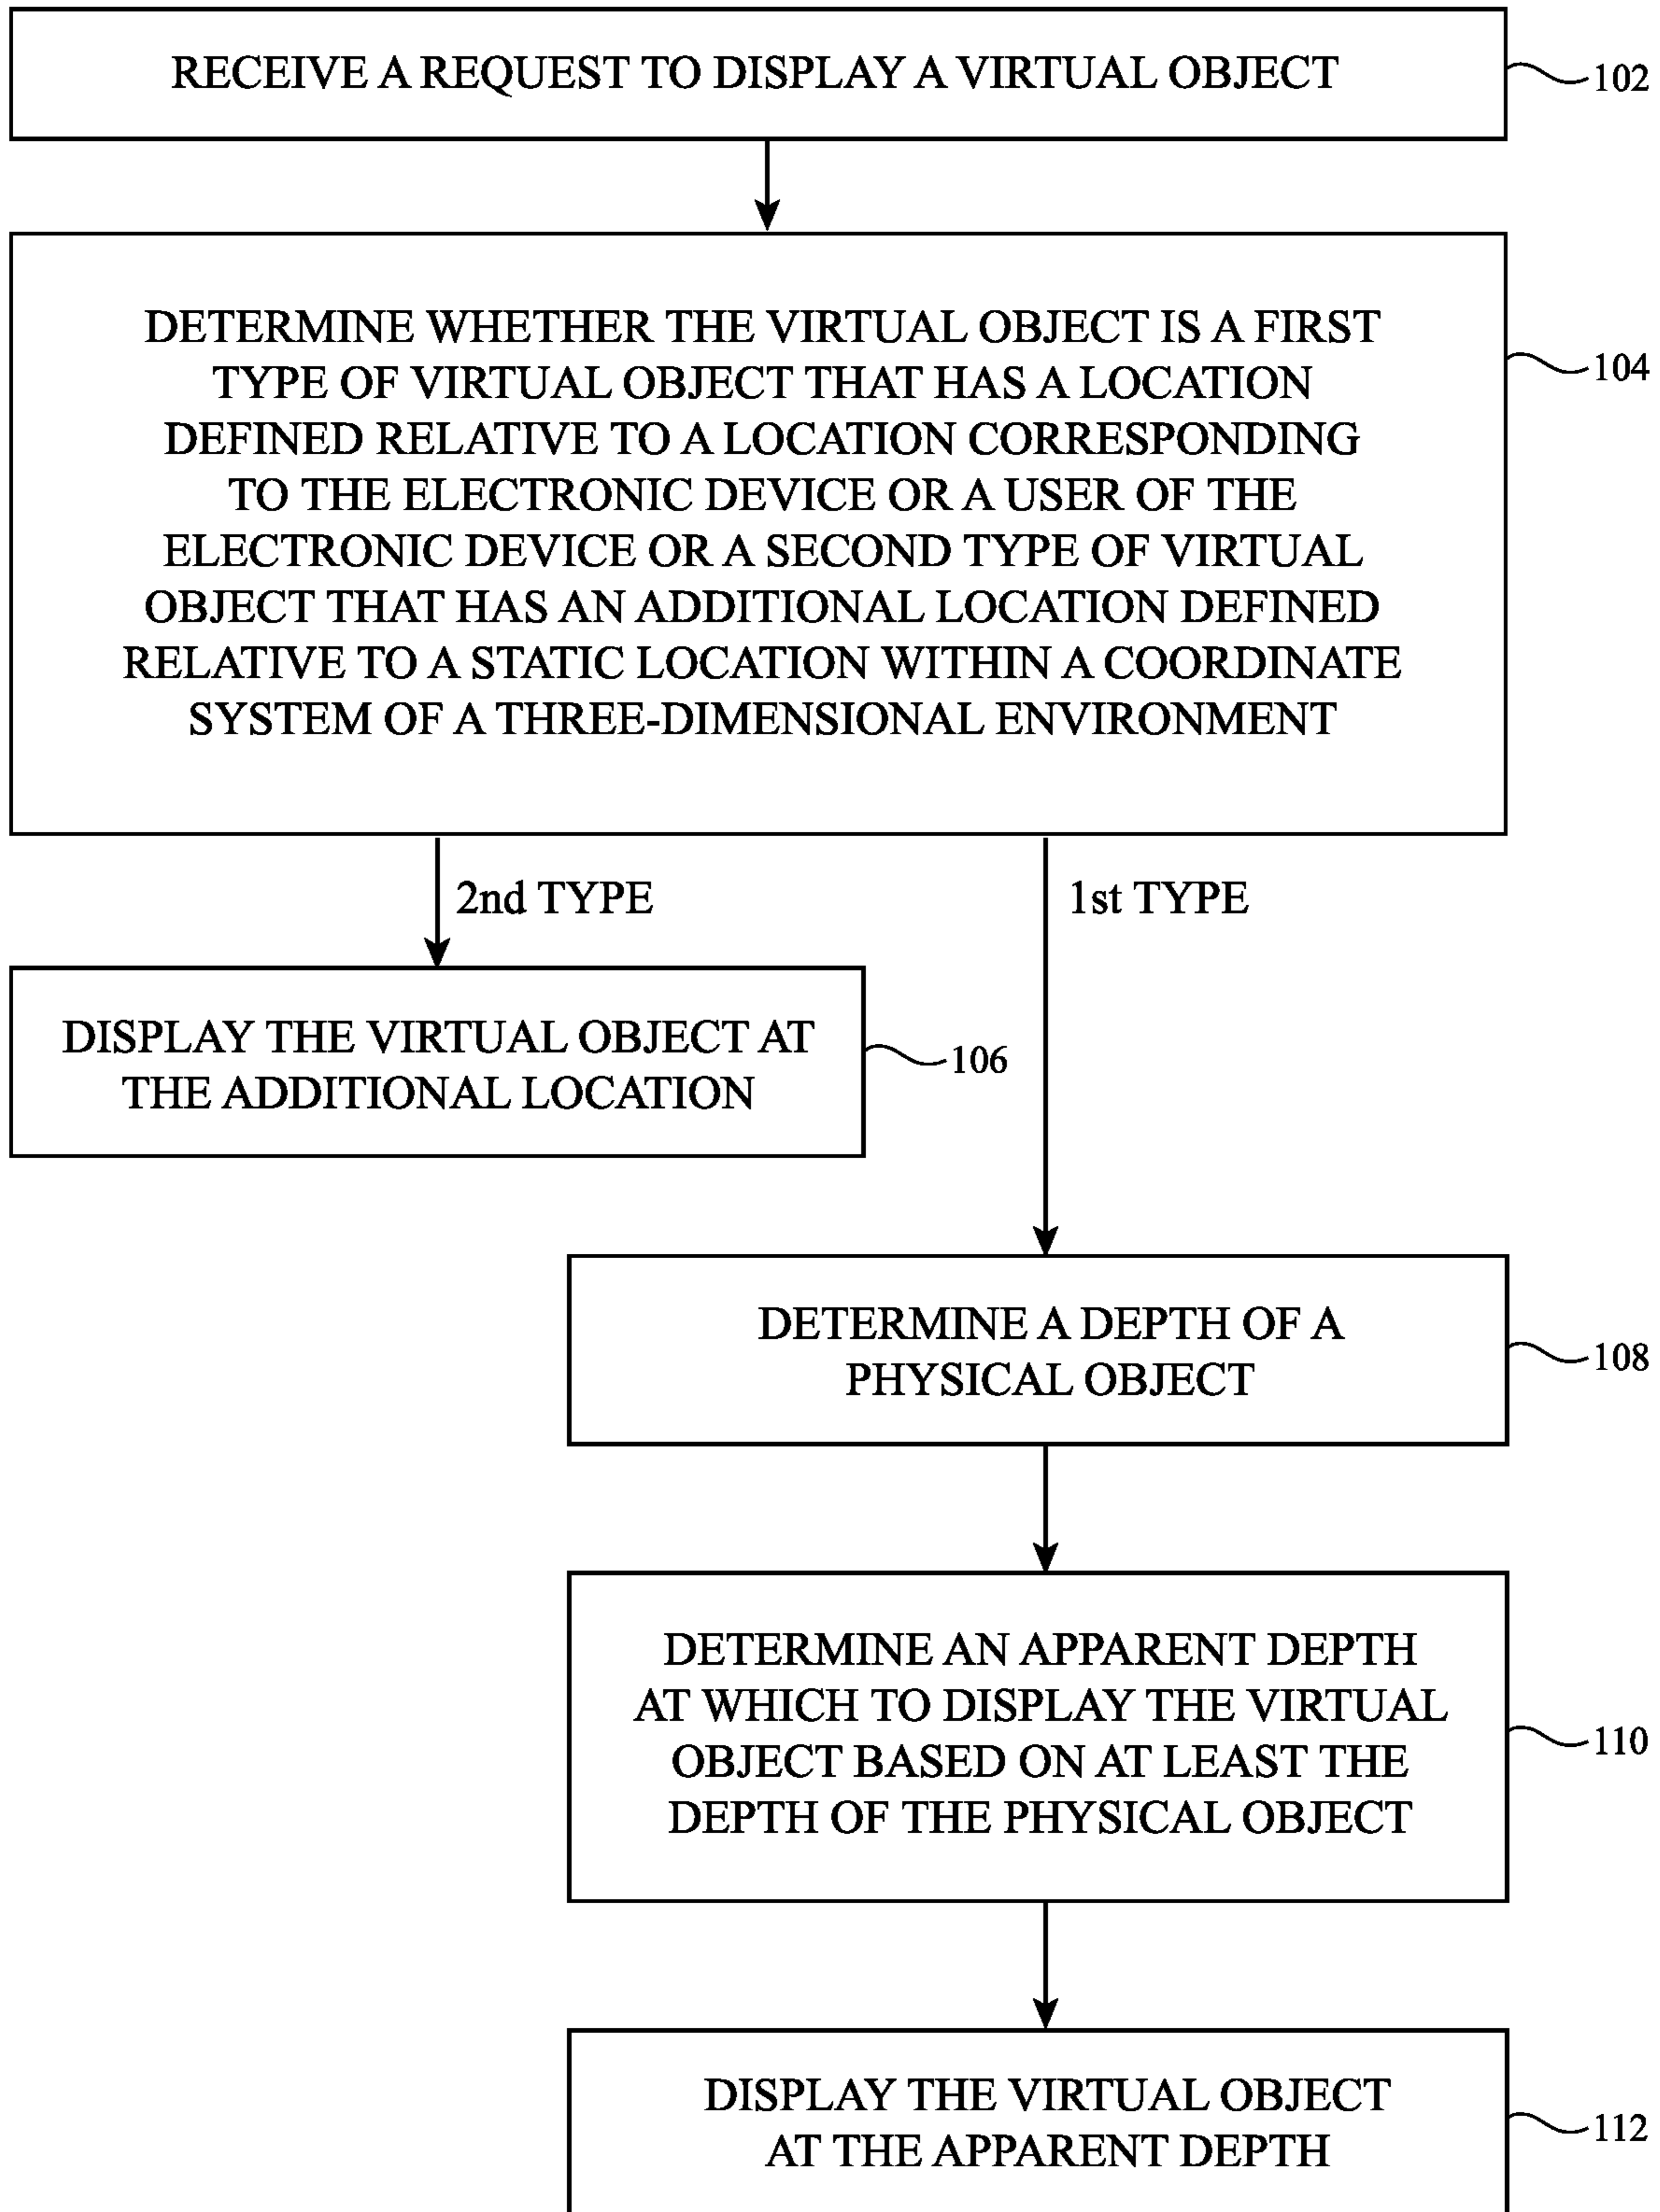 RECEIVE A REQUEST TO DISPLAY A VIRTUAL OBJECT
102
DETERMINE WHETHER THE VIRTUAL OBJECT IS A FIRST
TYPE OF VIRTUAL OBJECT THAT HAS A LOCATION
DEFINED RELATIVE TO A LOCATION CORRESPONDING
TO THE ELECTRONIC DEVICE OR A USER OF THE
ELECTRONIC DEVICE OR A SECOND TYPE OF VIRTUAL
OBJECT THAT HAS AN ADDITIONAL LOCATION DEFINED
RELATIVE TO A STATIC LOCATION WITHIN A COORDINATE
SYSTEM OF A THREE-DIMENSIONAL ENVIRONMENT
104
2nd TYPE
1st TYPE
DISPLAY THE VIRTUAL OBJECT AT
THE ADDITIONAL LOCATION
106
DETERMINE A DEPTH OF A
PHYSICAL OBJECT
108
DETERMINE AN APPARENT DEPTH
AT WHICH TO DISPLAY THE VIRTUAL
OBJECT BASED ON AT LEAST THE
DEPTH OF THE PHYSICAL OBJECT
110
DISPLAY THE VIRTUAL OBJECT
AT THE APPARENT DEPTH
112